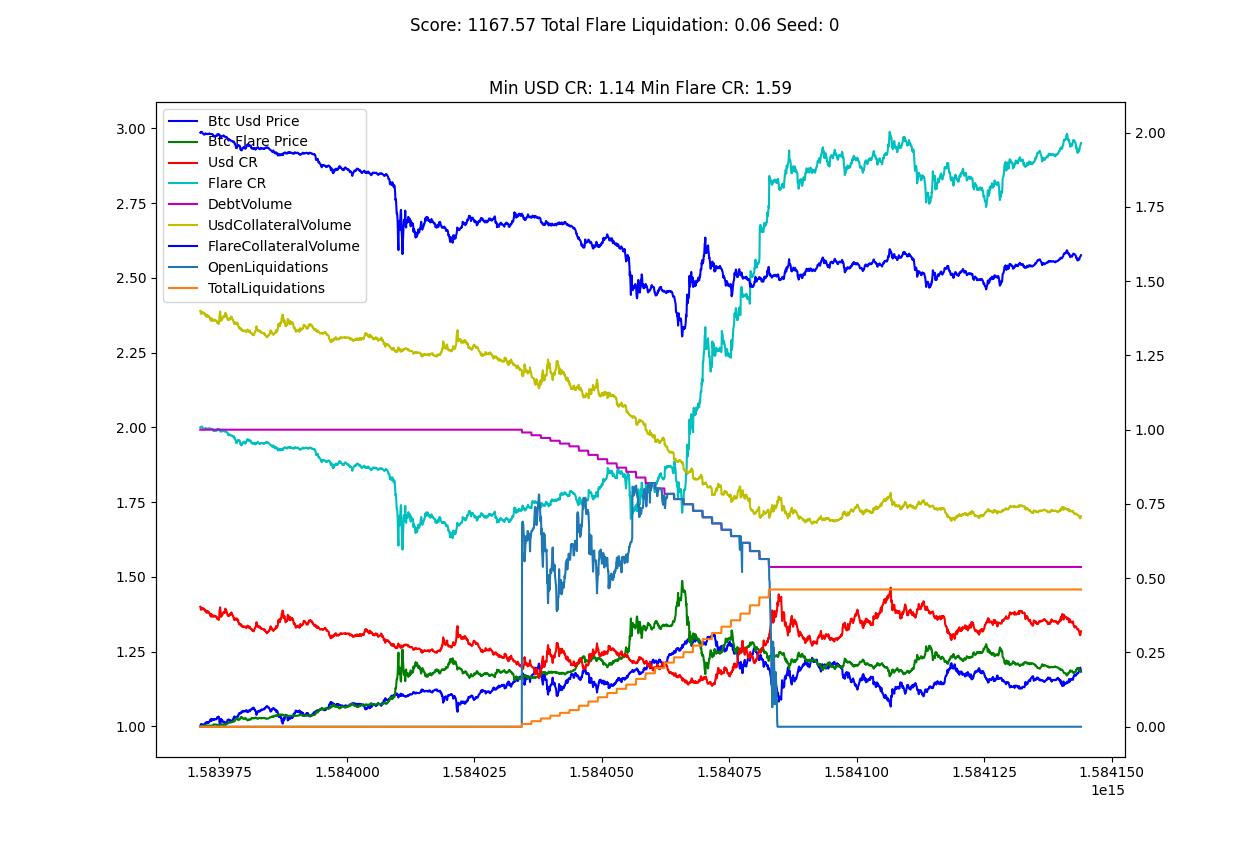 Score: 1167.57 Total Flare Liquidation: 0.06 Seed: 0
Min USD CR: 1.14 Min Flare CR: 1.59
Btc Usd Price
Btc Flare Price
Usd CR
Flare CR
DebtVolume
UsdCollateralVolume
FlareCollateralVolume
OpenLiquidations
TotalLiquidations
3.00
2.75
2.50
2.25
2.00
1.75
1.50
1.25
1.00
2.00
1.75
1.50
1.25
1.00
0.75
0.50
0.25
0.00
1.583975 1.584000 1.584025 1.584050 1.584075 1.584100 1.584125 1.584150
1e15